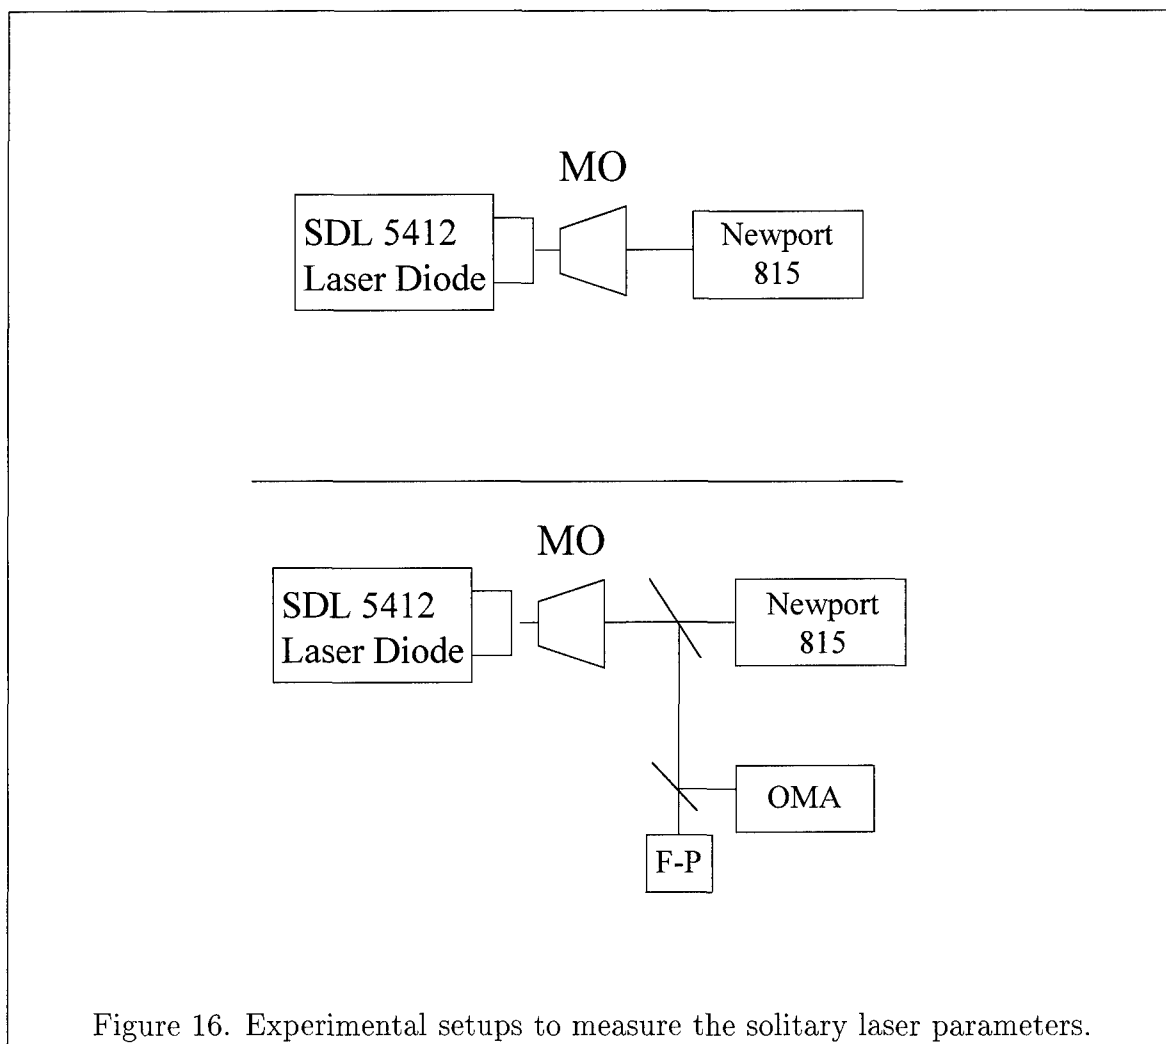 MO
SDL 5412
Laser Diode
Newport
815
MO
SDL 5412
Laser Diode
Newport
815
OMA
F-P
Figure 16. Experimental setups to measure the solitary laser parameters.